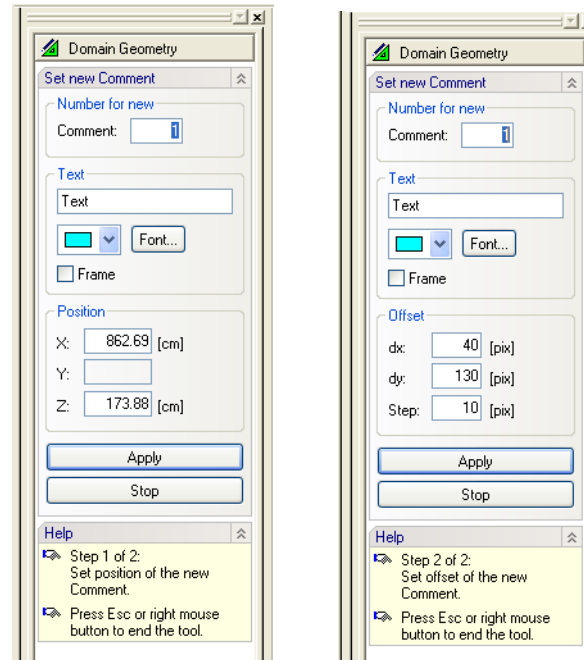 Domain Geometry
Set new Comment
Number for new
Comment: 1
Text
Text
Font...
Frame
Position
X: 862.69 [cm]
Y:
Z: 173.88 [cm]
Apply
Stop
Help
Step 1 of 2:
Set position of the new
Comment.
Press Esc or right mouse
button to end the tool.
Domain Geometry
Set new Comment
Number for new
Comment: 1
Text
Text
Font...
Frame
Offset
dx: 40 [pix]
dy: 130 [pix]
Step: 10 [pix]
Apply
Stop
Help
Step 2 of 2:
Set offset of the new
Comment.
Press Esc or right mouse
button to end the tool.